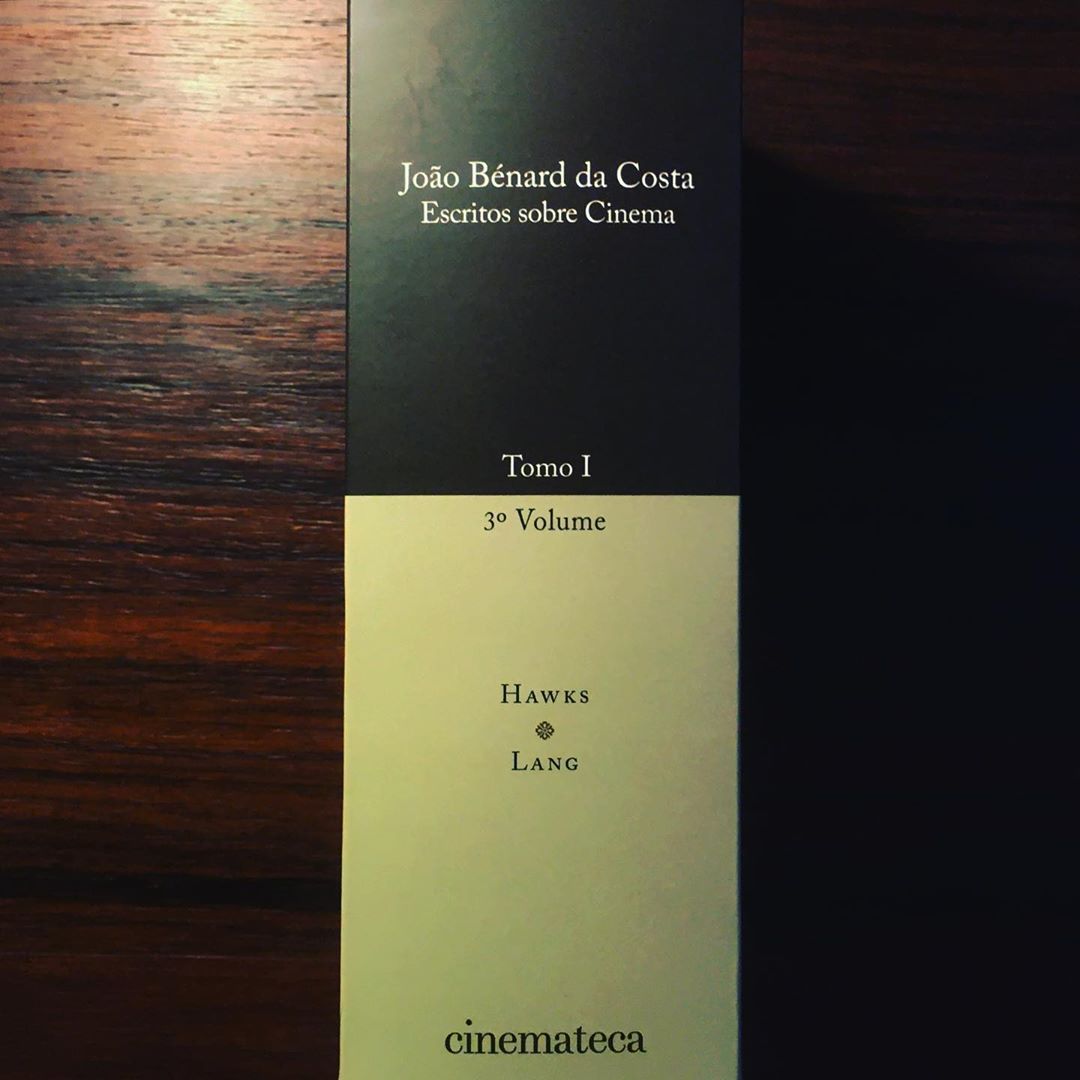 João Bénard da Costa
Escritos sobre Cinema
Tomo I
3º Volume
Hawks
Lang
cinemateca